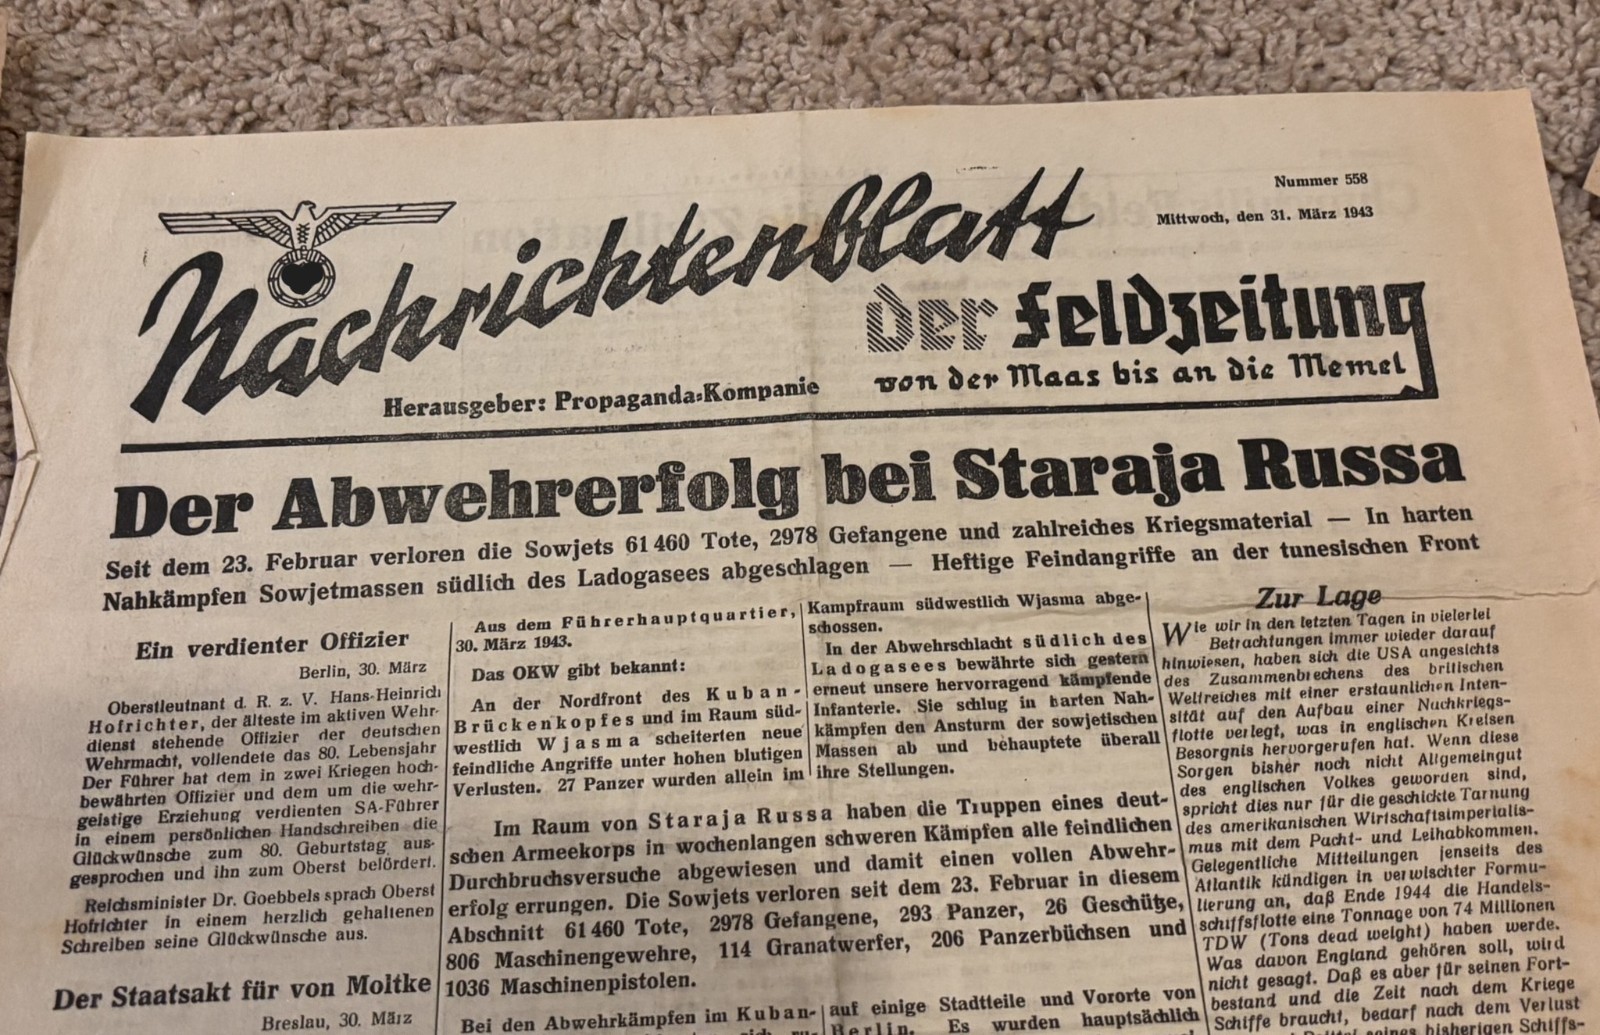 Nummer 558
Mittwoch, den 31. März 1943
Nachrichtenblatt
der Feldzeitung
von der Maas bis an die Memel
Herausgeber: Propaganda-Kompanie
Der Abwehrerfolg bei Staraja Russa
Seit dem 23. Februar verloren die Sowjets 61 460 Tote, 2978 Gefangene und zahlreiches Kriegsmaterial — In harten
Nahkämpfen Sowjetmassen südlich des Ladogasees abgeschlagen — Heftige Feindangriffe an der tunesischen Front
Ein verdienter Offizier
Berlin, 30. März
Oberstleutnant d. R. z. V. Hans-Heinrich
Hofrichter, der älteste im aktiven Wehr-
dienst stehende Offizier der deutschen
Wehrmacht, vollendete das 80. Lebensjahr
Der Führer hat dem in zwei Kriegen hoch-
bewährten Offizier und dem um die wehr-
geistige Erziehung verdienten SA-Führer
in einem persönlichen Handschreiben die
Glückwünsche zum 80. Geburtstag aus-
gesprochen und ihn zum Oberst befördert.
Reichsminister Dr. Goebbels sprach Oberst
Hofrichter in einem herzlich gehaltenen
Schreiben seine Glückwünsche aus.
Der Staatsakt für von Moltke
Breslau, 30. März
Aus dem Führerhauptquartier,
30. März 1943.
Das OKW gibt bekannt:
An der Nordfront des Kuban-
Brückenkopfes und im Raum süd-
westlich Wjasma scheiterten neue
feindliche Angriffe unter hohen blutigen
Verlusten. 27 Panzer wurden allein im
Kampfraum südwestlich Wjasma abge-
schossen.
In der Abwehrschlacht südlich des
Ladogasees bewährte sich gestern
erneut unsere hervorragend kämpfende
Infanterie. Sie schlug in harten Nah-
kämpfen den Ansturm der sowjetischen
Massen ab und behauptete überall
ihre Stellungen.
Im Raum von Staraja Russa haben die Truppen eines deut-
schen Armeekorps in wochenlangen schweren Kämpfen alle feindlichen
Durchbruchsversuche abgewiesen und damit einen vollen Abwehr-
erfolg errungen. Die Sowjets verloren seit dem 23. Februar in diesem
Abschnitt 61 460 Tote, 2978 Gefangene, 293 Panzer, 26 Geschütze,
806 Maschinengewehre, 114 Granatwerfer, 206 Panzerbüchsen und
1036 Maschinenpistolen.
Bei den Abwehrkämpfen im Kuban-
auf einige Stadtteile und Vororte von
Berlin. Es wurden hauptsächlich
Zur Lage
Wie wir in den letzten Tagen in vielerlei
Betrachtungen immer wieder darauf
hinwiesen, haben sich die USA angesichts
des Zusammenbrechens des britischen
Weltreiches mit einer erstaunlichen Inten-
sität auf den Aufbau einer Nachkriegs-
flotte verlegt, was in englischen Kreisen
Besorgnis hervorgerufen hat. Wenn diese
Sorgen bisher noch nicht Allgemeingut
des englischen Volkes geworden sind,
spricht dies nur für die geschickte Tarnung
des amerikanischen Wirtschaftsimperialis-
mus mit dem Pacht- und Leihabkommen.
Gelegentliche Mitteilungen jenseits des
Atlantik kündigen in verwischter Formu-
lierung an, daß Ende 1944 die Handels-
schiffsflotte eine Tonnage von 74 Millionen
TDW (Tons dead weight) haben werde.
Was davon England gehören soll, wird
nicht gesagt. Daß es aber für seinen Fort-
bestand und die Zeit nach dem Kriege
Schiffe braucht, bedarf nach dem Verlust
seines bisherigen Schiffs-